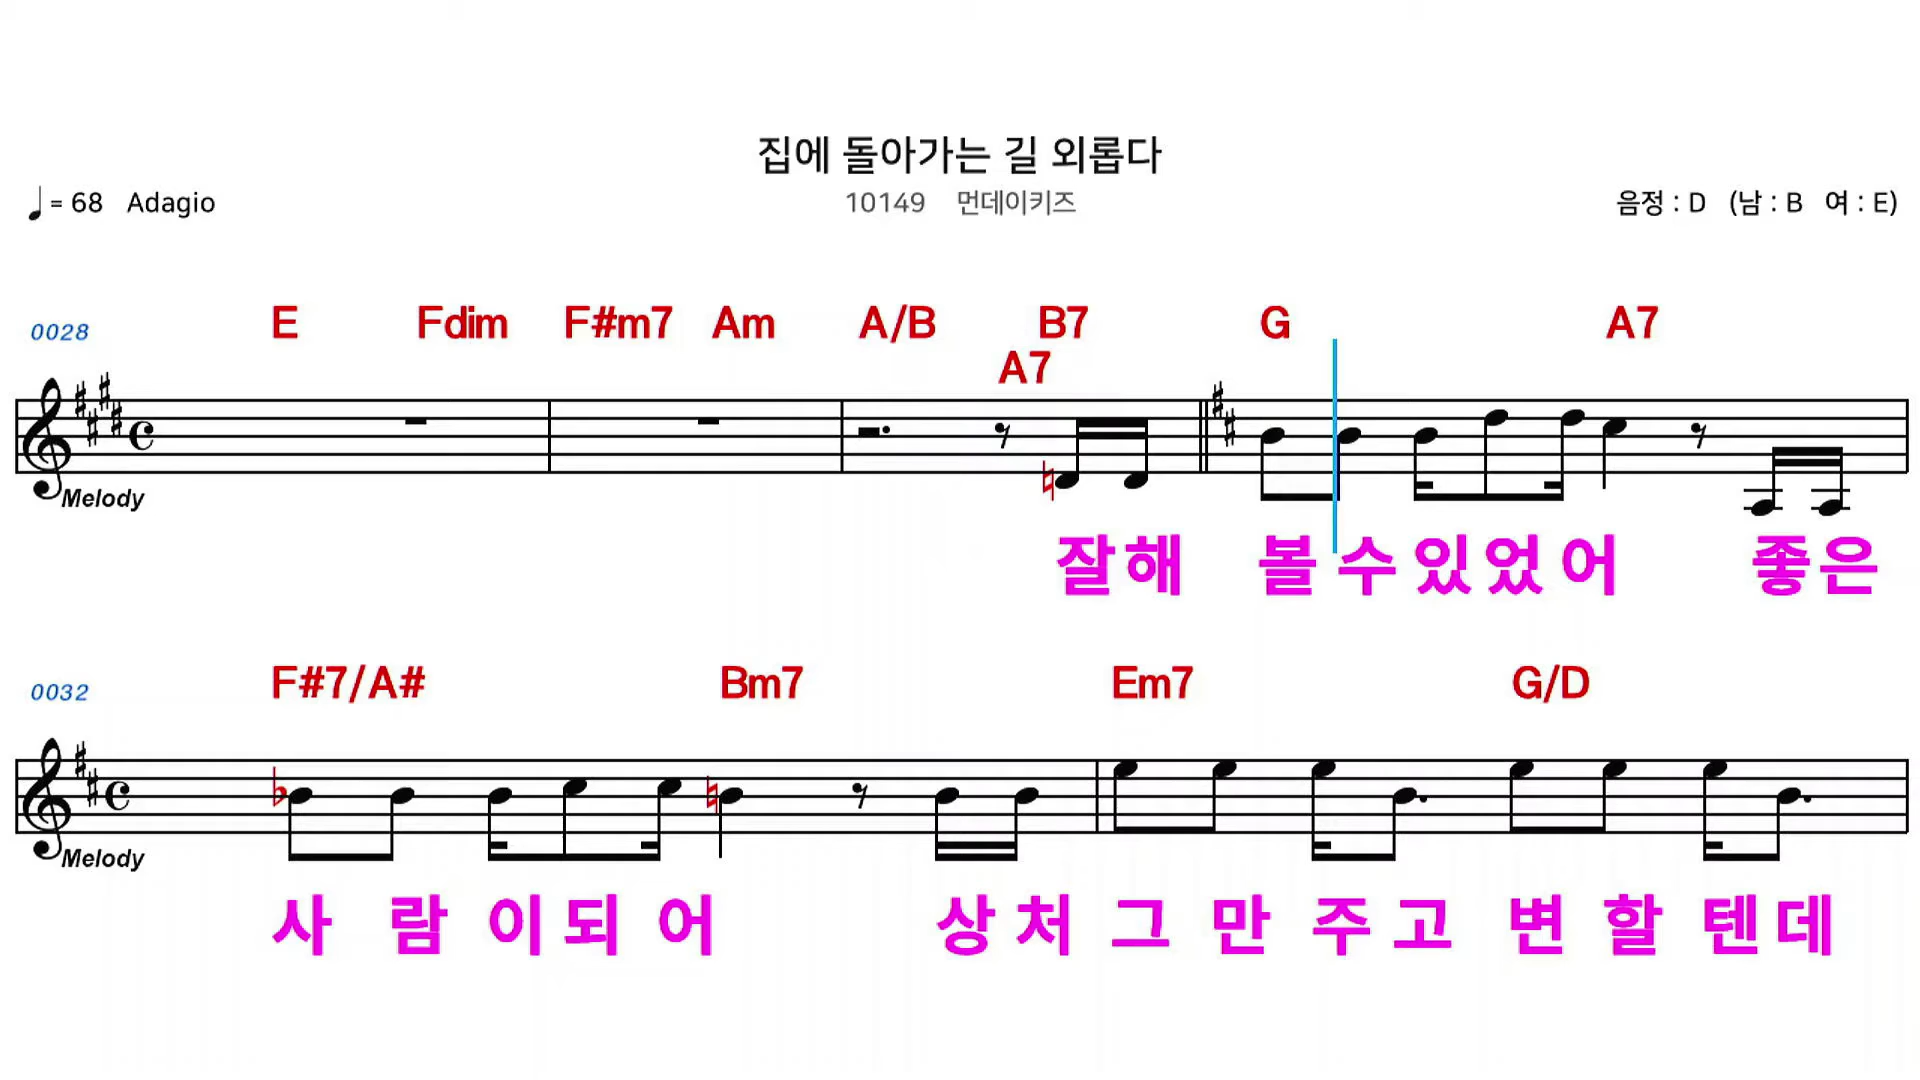 집에 돌아가는 길 외롭다
♩= 68 Adagio 10149 먼데이키즈 음정 : D (남 : B 여 : E)
0028 E Fdim F#m7 Am A/B B7 G A7
A7
Melody
잘해 볼수있었어 좋은
0032 F#7/A# Bm7 Em7 G/D
Melody
사람이되어 상처그만주고변할텐데